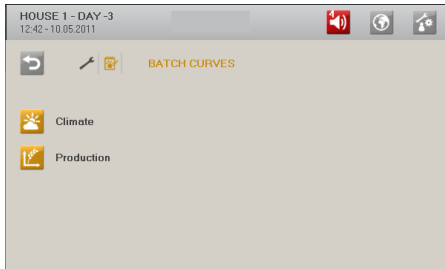 HOUSE 1 - DAY -3
12:42 - 10.05.2011
BATCH CURVES
Climate
Production